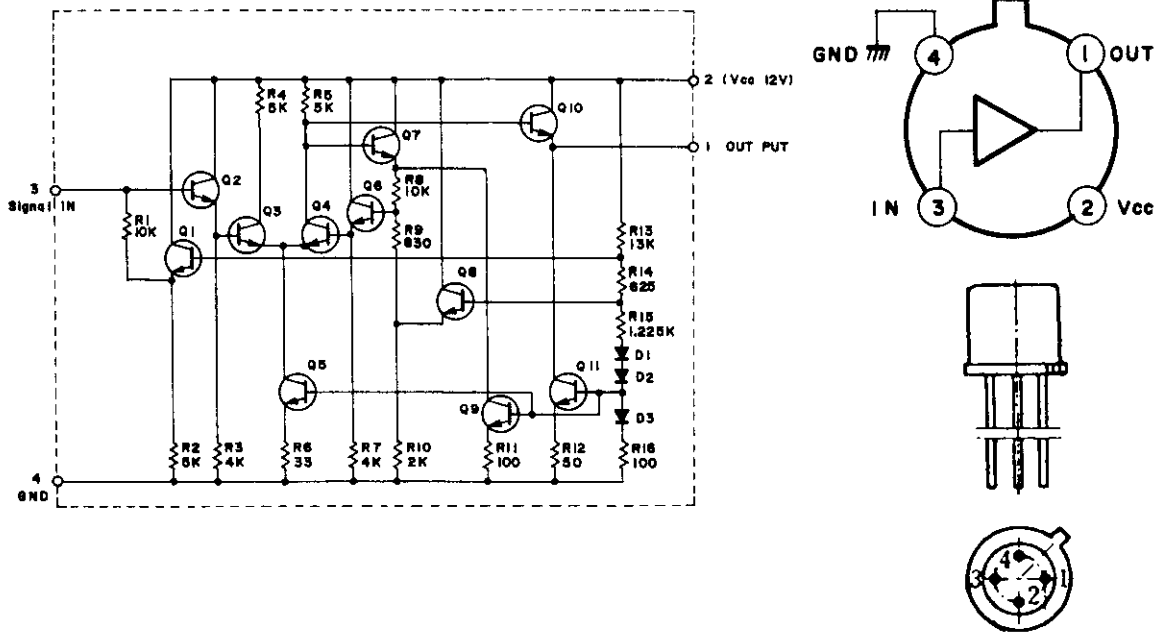 R4
5K
R5
5K
2 (Vcc 12V)
Q10
Q7
1 OUT PUT
3
Signal IN
Q2
R8
10K
Q6
R1
10K
Q3
Q4
Q1
R9
830
R13
13K
R14
625
Q8
R15
1.225K
D1
Q5
Q11
D2
Q9
D3
R2
5K
R3
4K
R6
33
R7
4K
R10
2K
R11
100
R12
50
R16
100
4
GND
GND
4
1
OUT
IN
3
2
Vcc
4
3
1
2